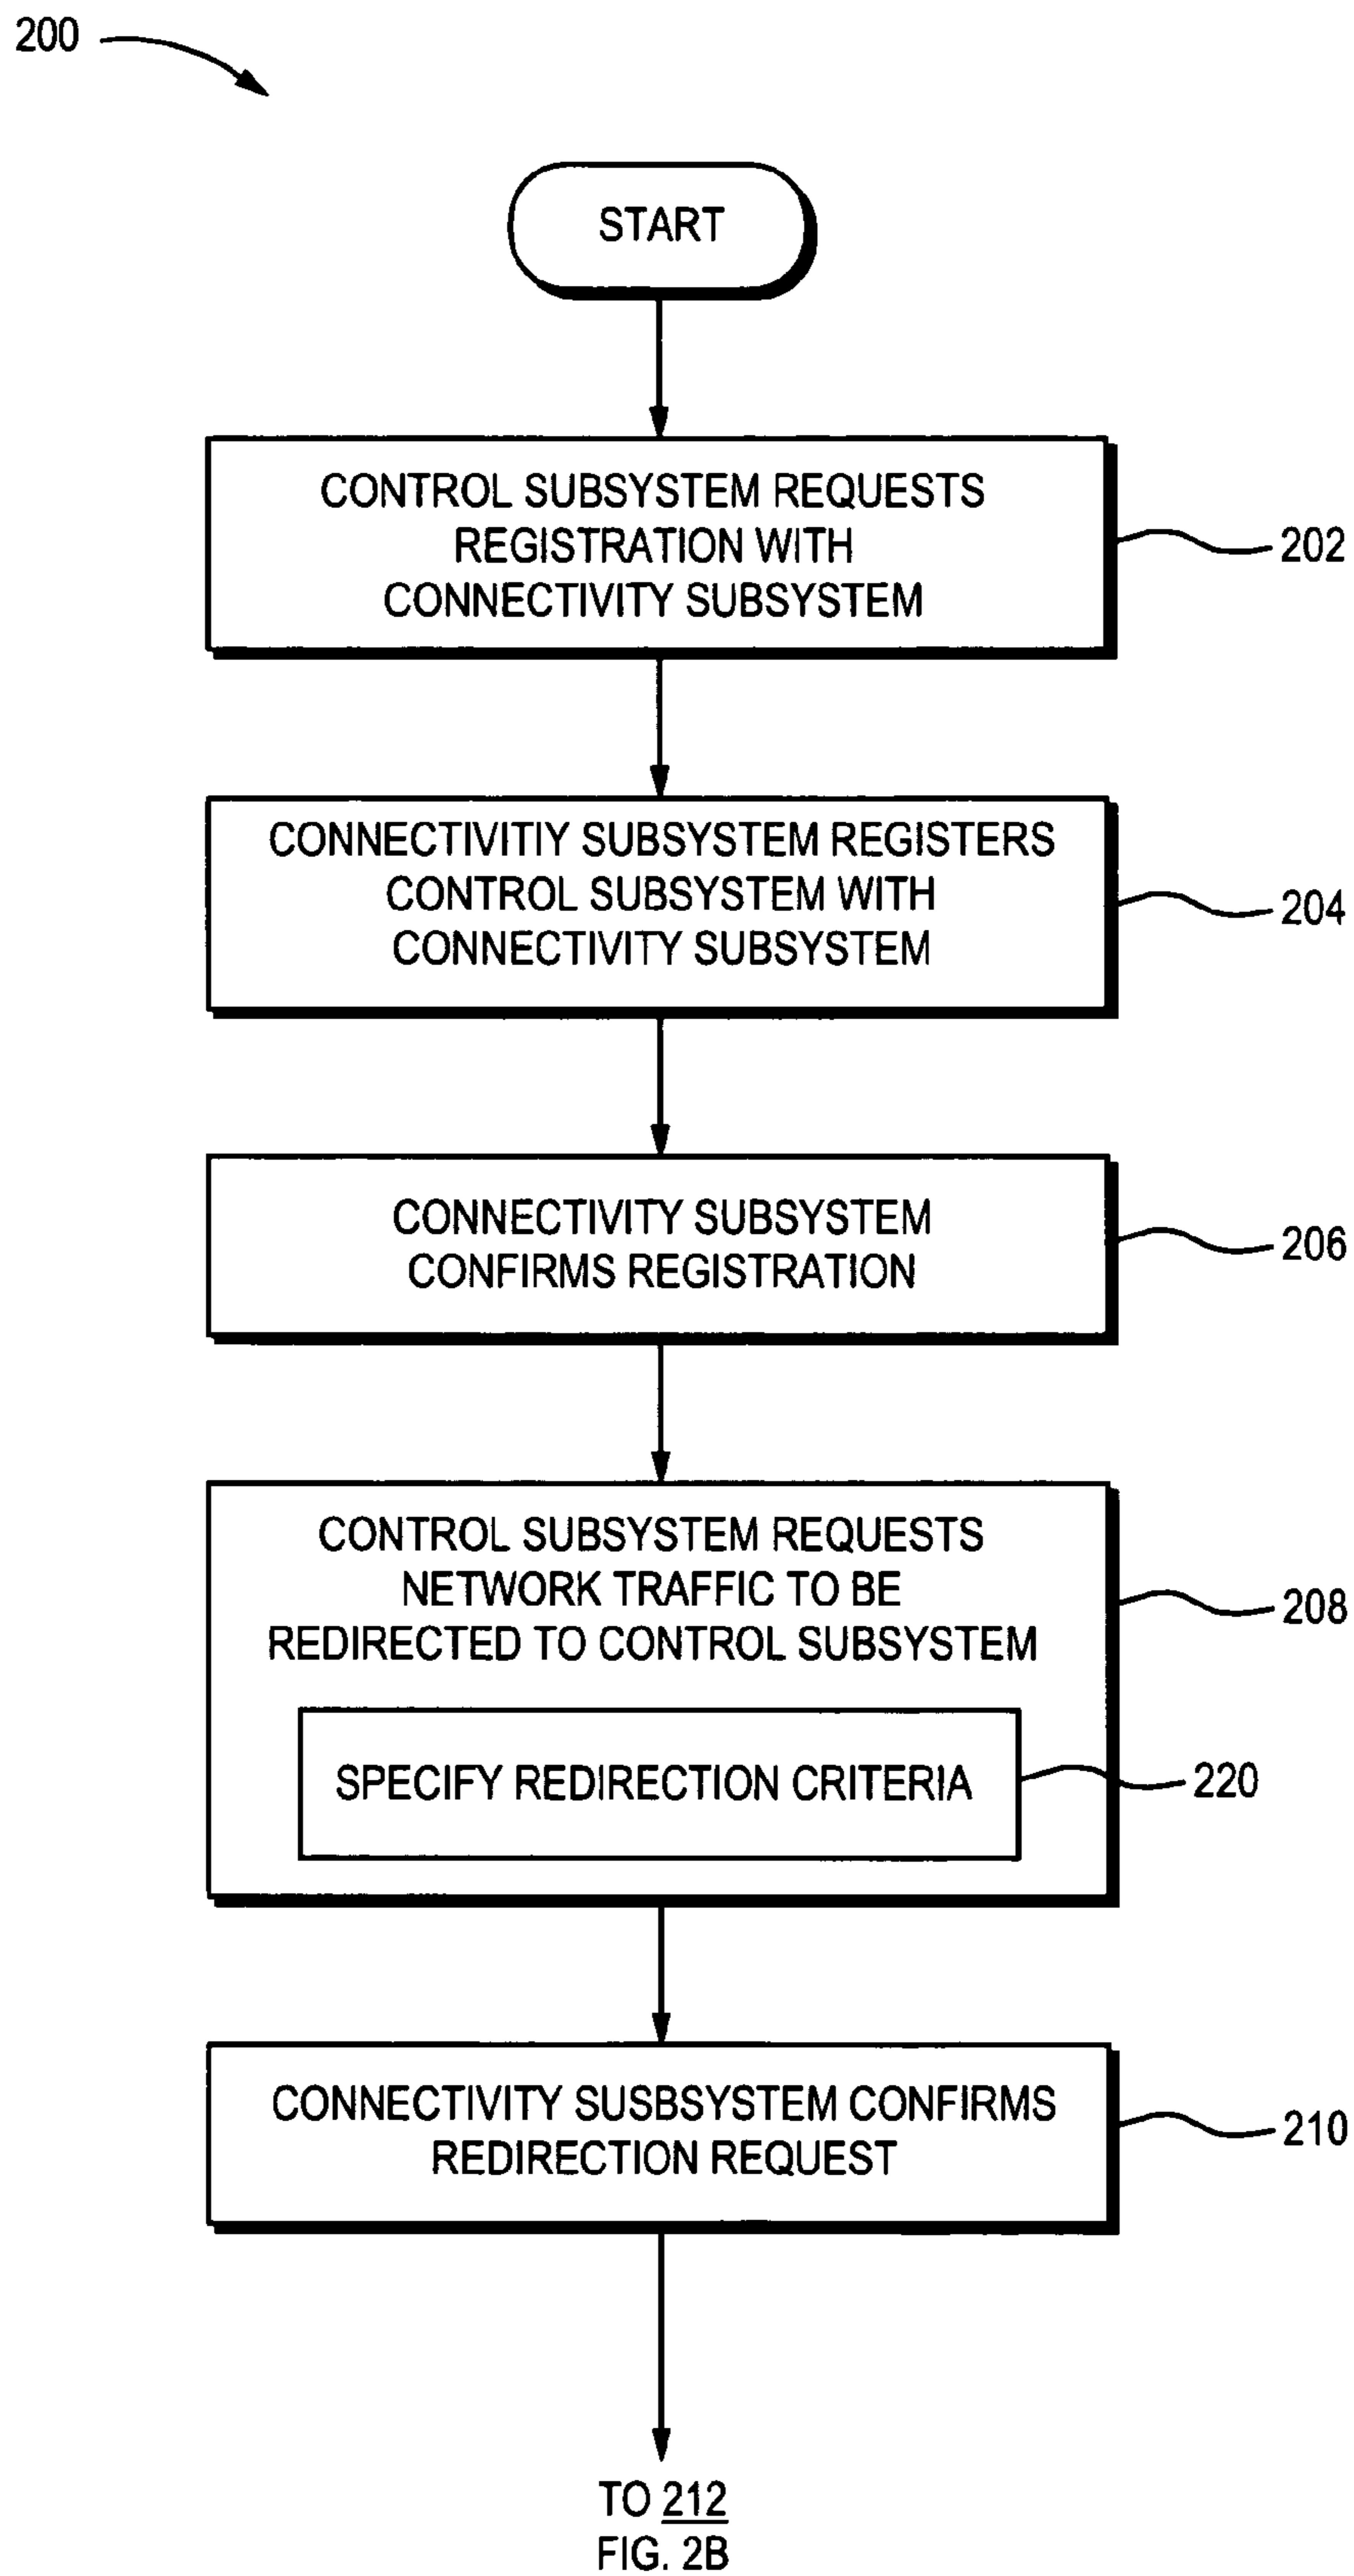 200
START
CONTROL SUBSYSTEM REQUESTS
REGISTRATION WITH
CONNECTIVITY SUBSYSTEM
202
CONNECTIVITIY SUBSYSTEM REGISTERS
CONTROL SUBSYSTEM WITH
CONNECTIVITY SUBSYSTEM
204
CONNECTIVITY SUBSYSTEM
CONFIRMS REGISTRATION
206
CONTROL SUBSYSTEM REQUESTS
NETWORK TRAFFIC TO BE
REDIRECTED TO CONTROL SUBSYSTEM
208
SPECIFY REDIRECTION CRITERIA
220
CONNECTIVITY SUSBSYSTEM CONFIRMS
REDIRECTION REQUEST
210
TO 212
FIG. 2B